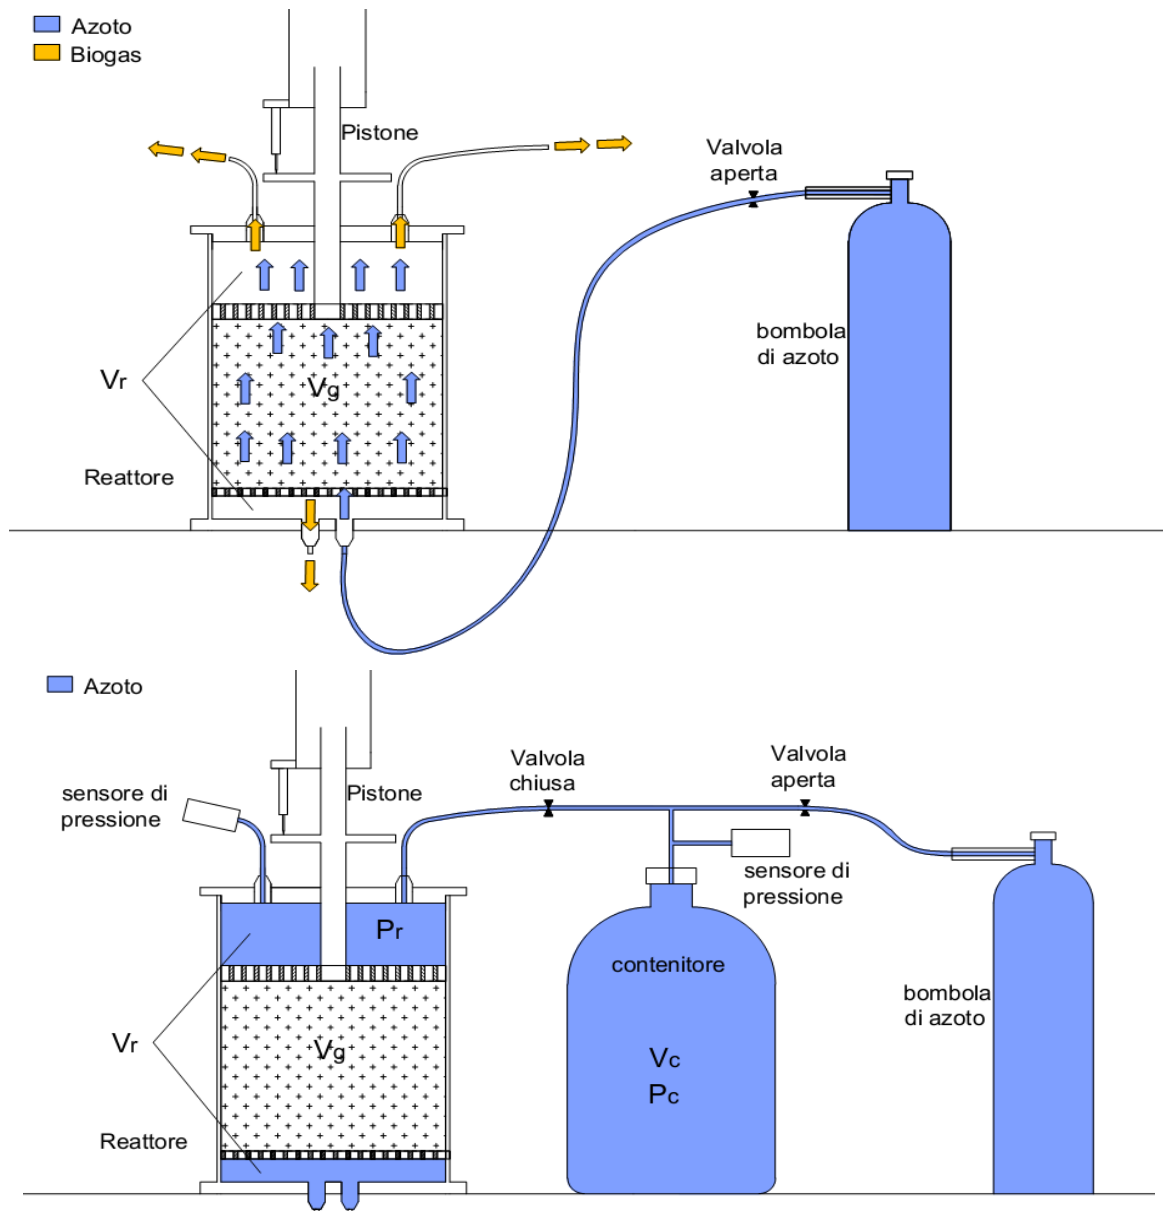 Azoto
Biogas
Pistone
Valvola
aperta
bombola
di azoto
Vr
Vg
Reattore
Azoto
Valvola
chiusa
Valvola
aperta
sensore di
pressione
Pistone
sensore di
pressione
Pr
contenitore
bombola
di azoto
Vr
Vg
Vc
Pc
Reattore